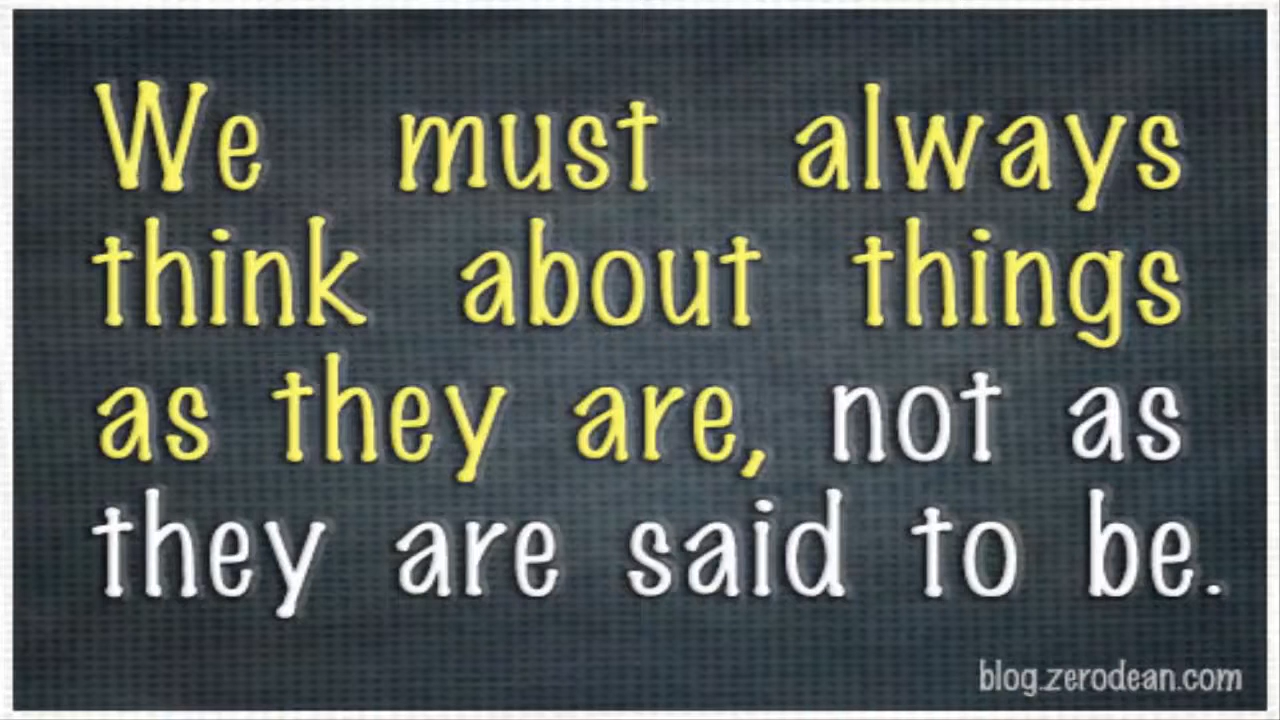 We must always
think about things
as they are, not as
they are said to be.
blog.zerodean.com